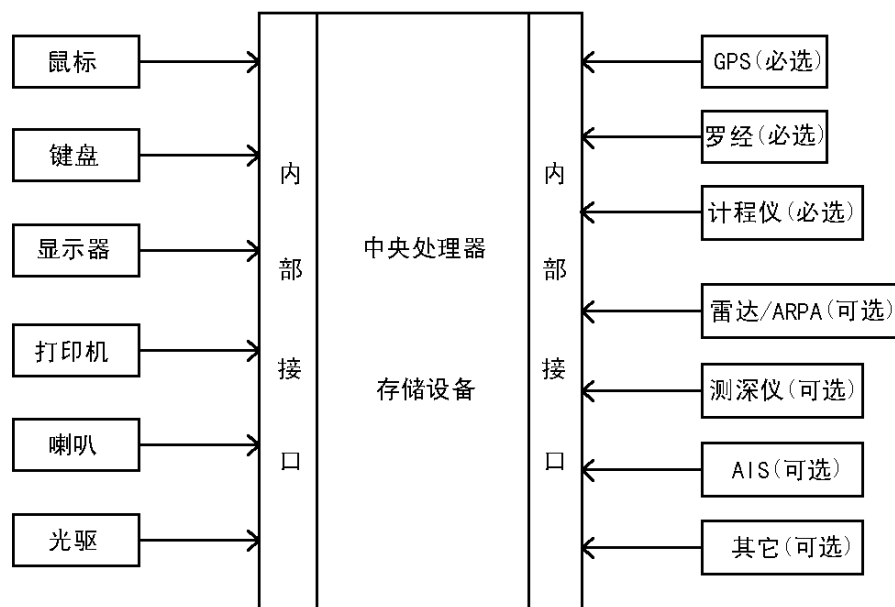 鼠标
键盘
显示器
打印机
喇叭
光驱
内部接口
中央处理器
存储设备
内部接口
GPS(必选)
罗经(必选)
计程仪(必选)
雷达/ARPA(可选)
测深仪(可选)
AIS(可选)
其它(可选)